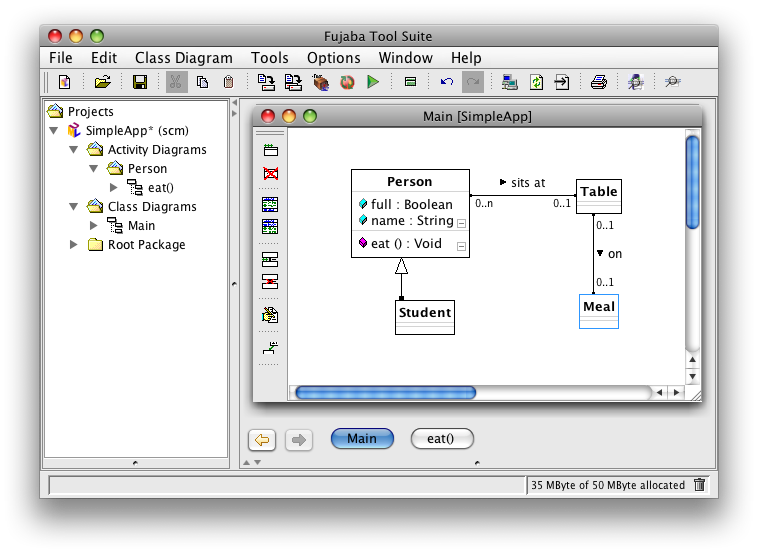 Fujaba Tool Suite
File Edit Class Diagram Tools Options Window Help
Projects
SimpleApp* (scm)
Activity Diagrams
Person
eat()
Class Diagrams
Main
Root Package
Main [SimpleApp]
Person
full : Boolean
name : String
eat () : Void
sits at
0..n
0..1
Table
0..1
on
0..1
Meal
Student
Main
eat()
35 MByte of 50 MByte allocated